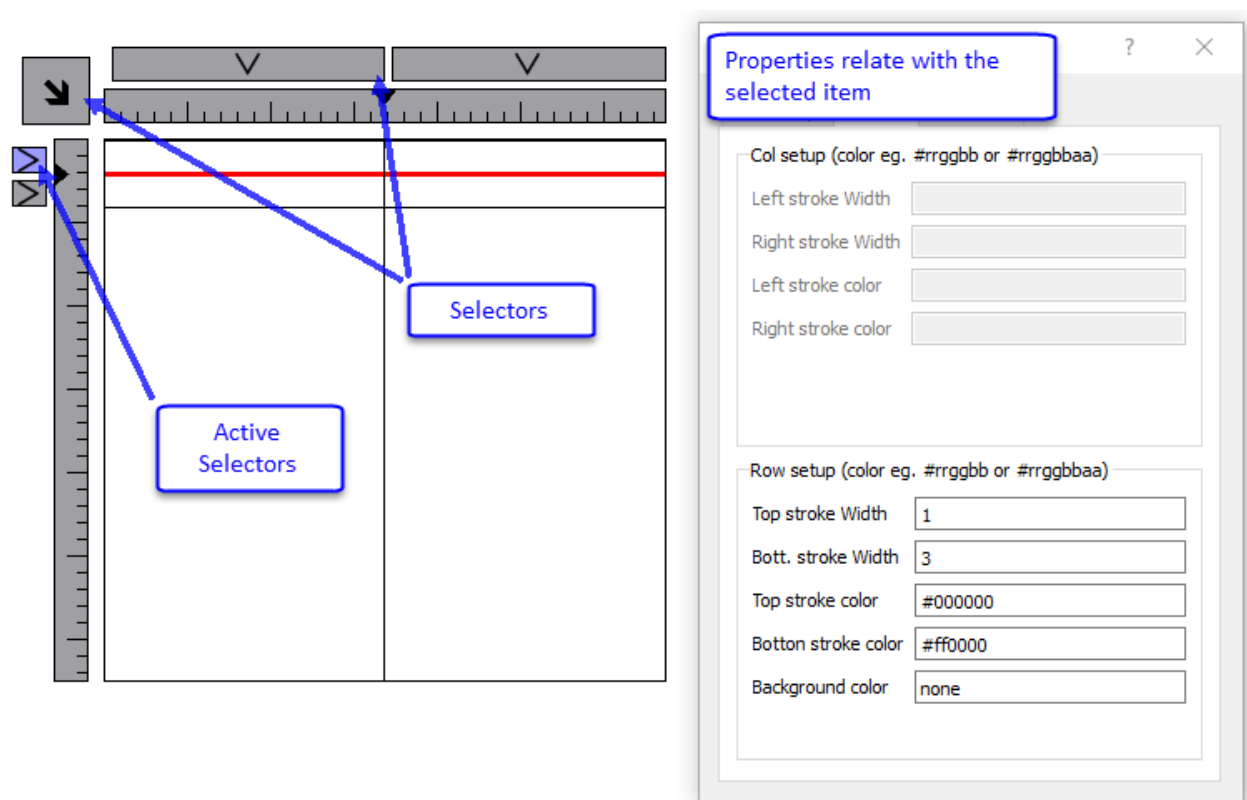 Properties relate with the
selected item
?
Col setup (color eg. #rrggbb or #rrggbbaa)
Left stroke Width
Right stroke Width
Left stroke color
Right stroke color
Selectors
Active
Selectors
Row setup (color eg. #rrggbb or #rrggbbaa)
Top stroke Width 1
Bott. stroke Width 3
Top stroke color #000000
Botton stroke color #ff0000
Background color none